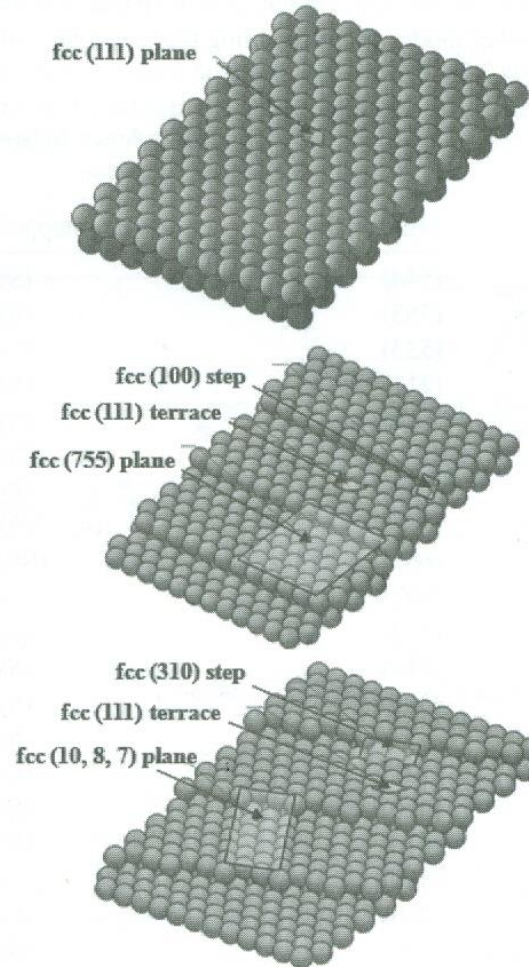 fcc (111) plane
fcc (100) step
fcc (111) terrace
fcc (755) plane
fcc (310) step
fcc (111) terrace
fcc (10, 8, 7) plane